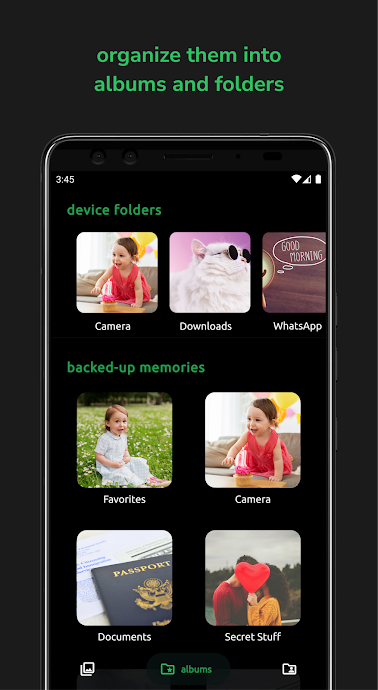 organize them into
albums and folders
3:45
device folders
GOOD
MORNING
Camera
Downloads
WhatsApp
backed-up memories
Favorites
Camera
PASSPORT
Documents
Secret Stuff
albums